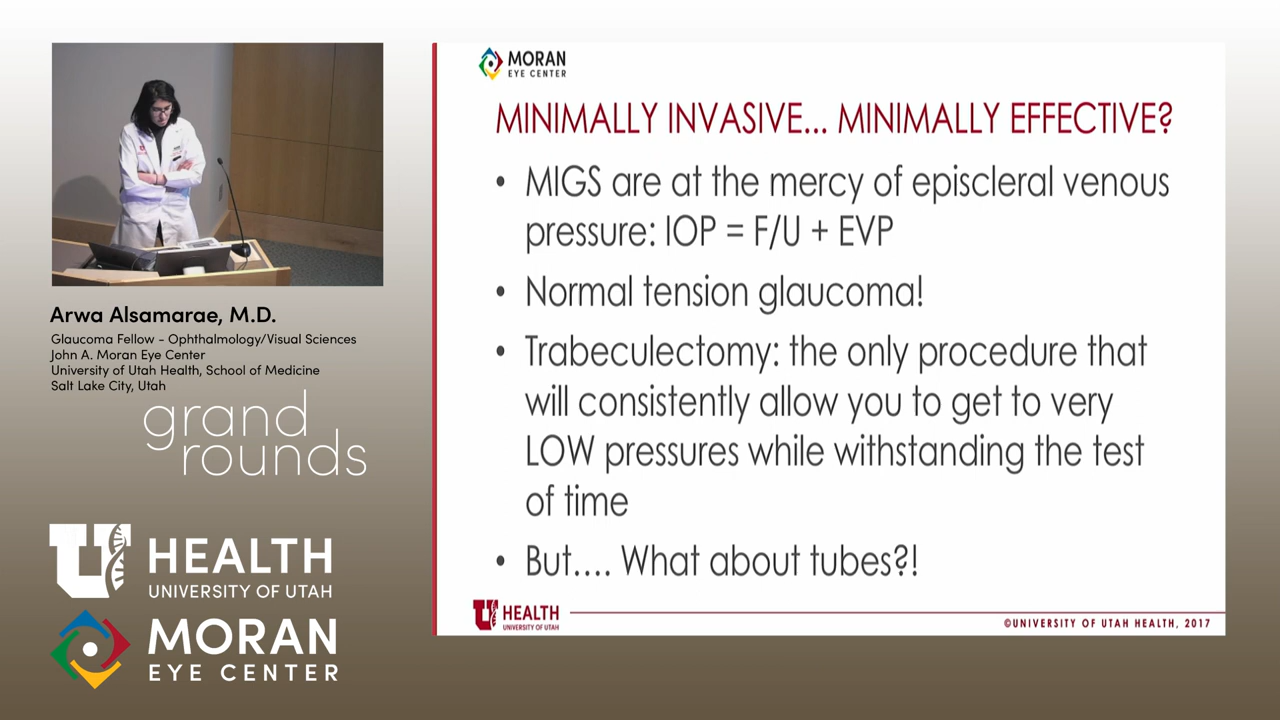 Arwa Alsamarae, M.D.
Glaucoma Fellow - Ophthalmology/Visual Sciences
John A. Moran Eye Center
University of Utah Health, School of Medicine
Salt Lake City, Utah
grand
rounds
U HEALTH
UNIVERSITY OF UTAH
MORAN
EYE CENTER
MORAN
EYE CENTER
MINIMALLY INVASIVE... MINIMALLY EFFECTIVE?
• MIGS are at the mercy of episcleral venous
pressure: IOP = F/U + EVP
• Normal tension glaucoma!
• Trabeculectomy: the only procedure that
will consistently allow you to get to very
LOW pressures while withstanding the test
of time
• But…. What about tubes?!
U HEALTH
UNIVERSITY OF UTAH
©UNIVERSITY OF UTAH HEALTH, 2017